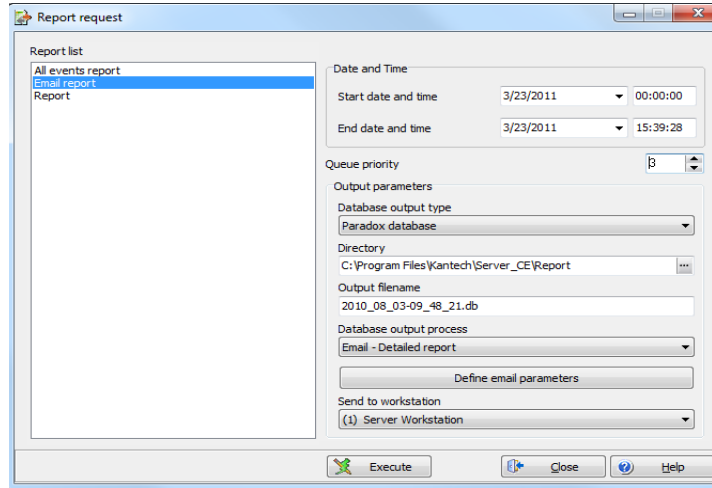 Report request
Report list
All events report
Email report
Report
Date and Time
Start date and time 3/23/2011 00:00:00
End date and time 3/23/2011 15:39:28
Queue priority 3
Output parameters
Database output type
Paradox database
Directory
C:\Program Files\Kantech\Server_CE\Report ...
Output filename
2010_08_03-09_48_21.db
Database output process
Email - Detailed report
Define email parameters
Send to workstation
(1) Server Workstation
Execute Close Help